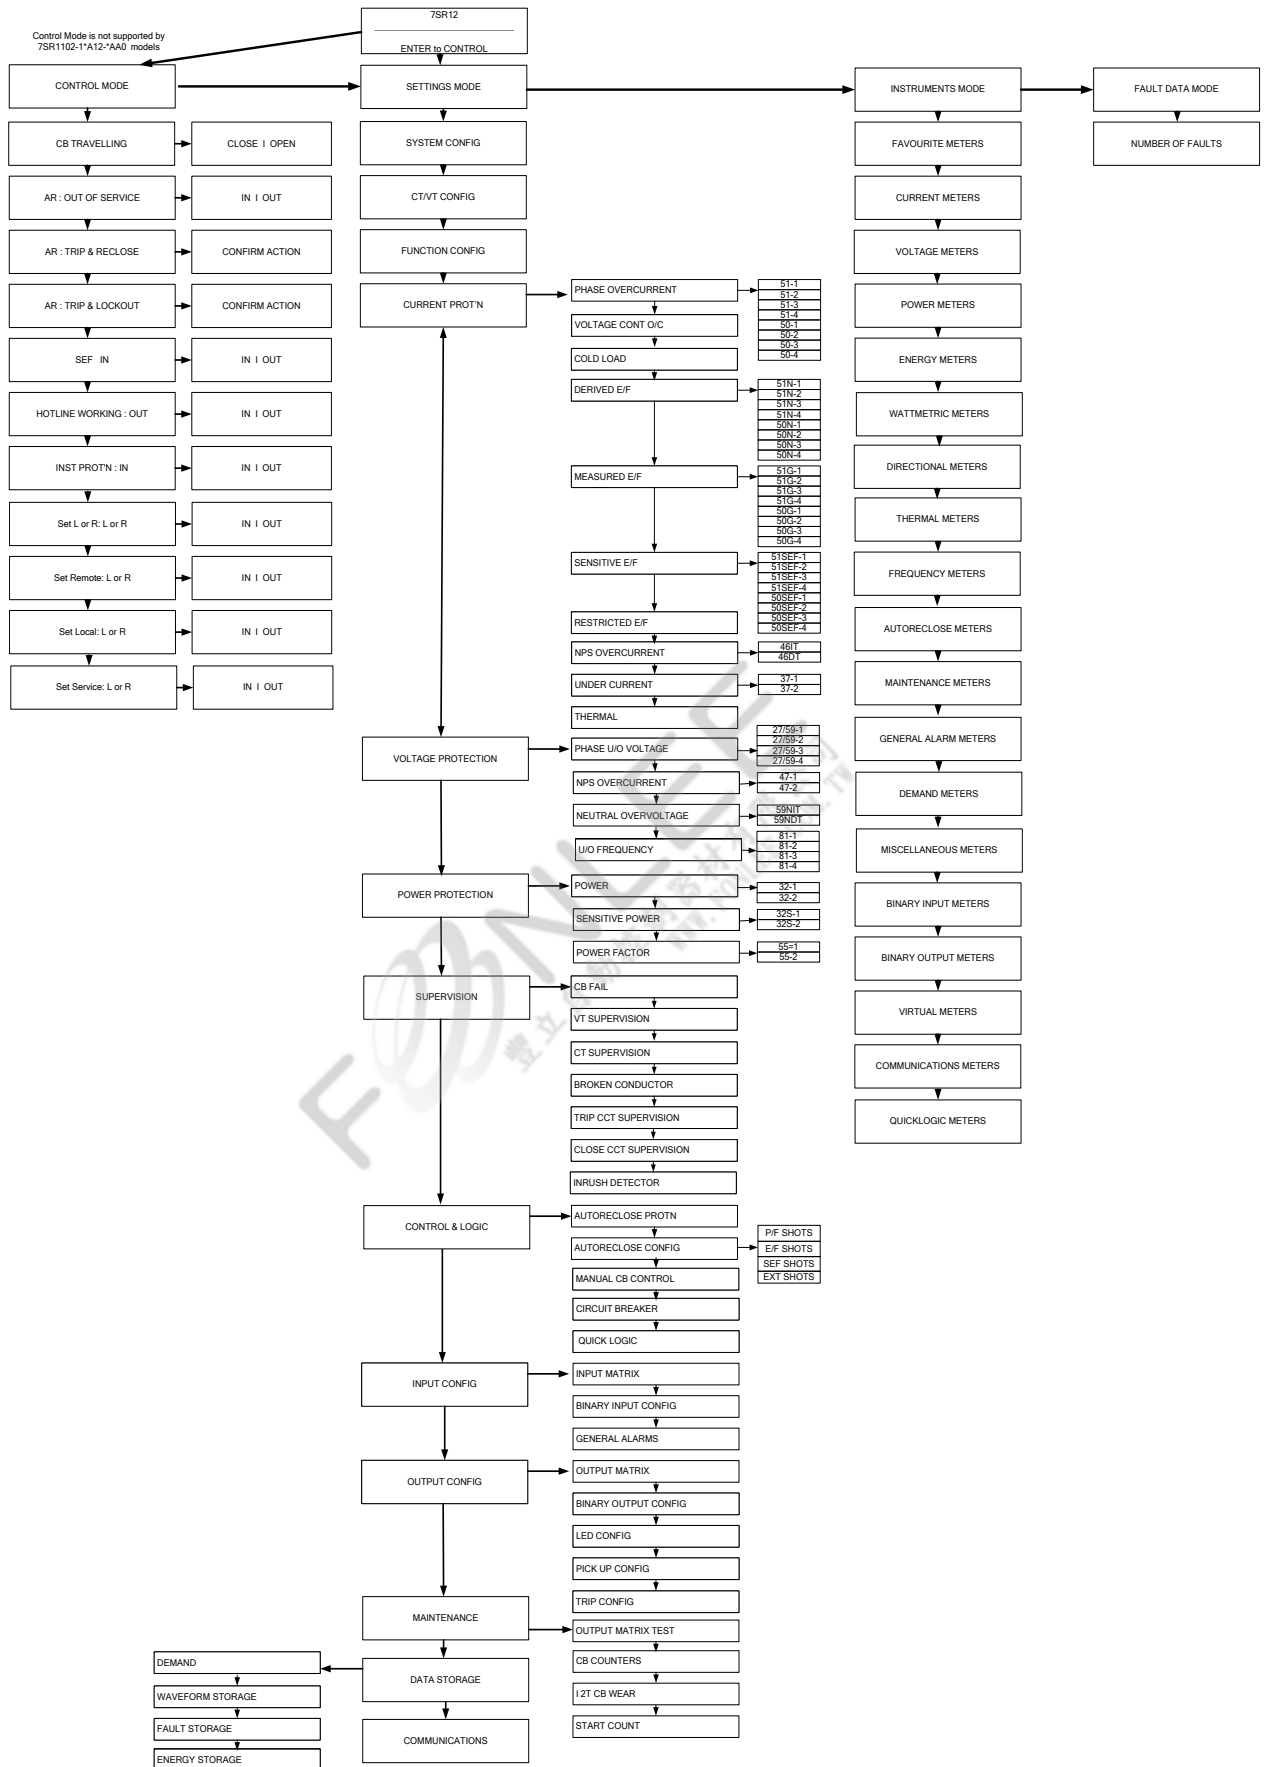 7SR12
ENTER to CONTROL
Control Mode is not supported by
7SR1102-1*A12-*AA0 models
CONTROL MODE
CB TRAVELLING
CLOSE I OPEN
AR : OUT OF SERVICE
IN I OUT
AR : TRIP & RECLOSE
CONFIRM ACTION
AR : TRIP & LOCKOUT
CONFIRM ACTION
SEF IN
IN I OUT
HOTLINE WORKING : OUT
IN I OUT
INST PROT'N : IN
IN I OUT
Set L or R: L or R
IN I OUT
Set Remote: L or R
IN I OUT
Set Local: L or R
IN I OUT
Set Service: L or R
IN I OUT
SETTINGS MODE
SYSTEM CONFIG
CT/VT CONFIG
FUNCTION CONFIG
CURRENT PROT'N
PHASE OVERCURRENT
51-1
51-2
51-3
51-4
50-1
50-2
50-3
50-4
VOLTAGE CONT O/C
COLD LOAD
DERIVED E/F
51N-1
51N-2
51N-3
51N-4
50N-1
50N-2
50N-3
50N-4
MEASURED E/F
51G-1
51G-2
51G-3
51G-4
50G-1
50G-2
50G-3
50G-4
SENSITIVE E/F
51SEF-1
51SEF-2
51SEF-3
51SEF-4
50SEF-1
50SEF-2
50SEF-3
50SEF-4
RESTRICTED E/F
NPS OVERCURRENT
46IT
46DT
UNDER CURRENT
37-1
37-2
THERMAL
VOLTAGE PROTECTION
PHASE U/O VOLTAGE
27/59-1
27/59-2
27/59-3
27/59-4
NPS OVERCURRENT
47-1
47-2
NEUTRAL OVERVOLTAGE
59NIT
59NDT
U/O FREQUENCY
81-1
81-2
81-3
81-4
POWER PROTECTION
POWER
32-1
32-2
SENSITIVE POWER
32S-1
32S-2
POWER FACTOR
55=1
55-2
SUPERVISION
CB FAIL
VT SUPERVISION
CT SUPERVISION
BROKEN CONDUCTOR
TRIP CCT SUPERVISION
CLOSE CCT SUPERVISION
INRUSH DETECTOR
CONTROL & LOGIC
AUTORECLOSE PROTN
AUTORECLOSE CONFIG
P/F SHOTS
E/F SHOTS
SEF SHOTS
EXT SHOTS
MANUAL CB CONTROL
CIRCUIT BREAKER
QUICK LOGIC
INPUT CONFIG
INPUT MATRIX
BINARY INPUT CONFIG
GENERAL ALARMS
OUTPUT CONFIG
OUTPUT MATRIX
BINARY OUTPUT CONFIG
LED CONFIG
PICK UP CONFIG
TRIP CONFIG
MAINTENANCE
OUTPUT MATRIX TEST
CB COUNTERS
I 2T CB WEAR
START COUNT
DATA STORAGE
DEMAND
WAVEFORM STORAGE
FAULT STORAGE
ENERGY STORAGE
COMMUNICATIONS
INSTRUMENTS MODE
FAVOURITE METERS
CURRENT METERS
VOLTAGE METERS
POWER METERS
ENERGY METERS
WATTMETRIC METERS
DIRECTIONAL METERS
THERMAL METERS
FREQUENCY METERS
AUTORECLOSE METERS
MAINTENANCE METERS
GENERAL ALARM METERS
DEMAND METERS
MISCELLANEOUS METERS
BINARY INPUT METERS
BINARY OUTPUT METERS
VIRTUAL METERS
COMMUNICATIONS METERS
QUICKLOGIC METERS
FAULT DATA MODE
NUMBER OF FAULTS